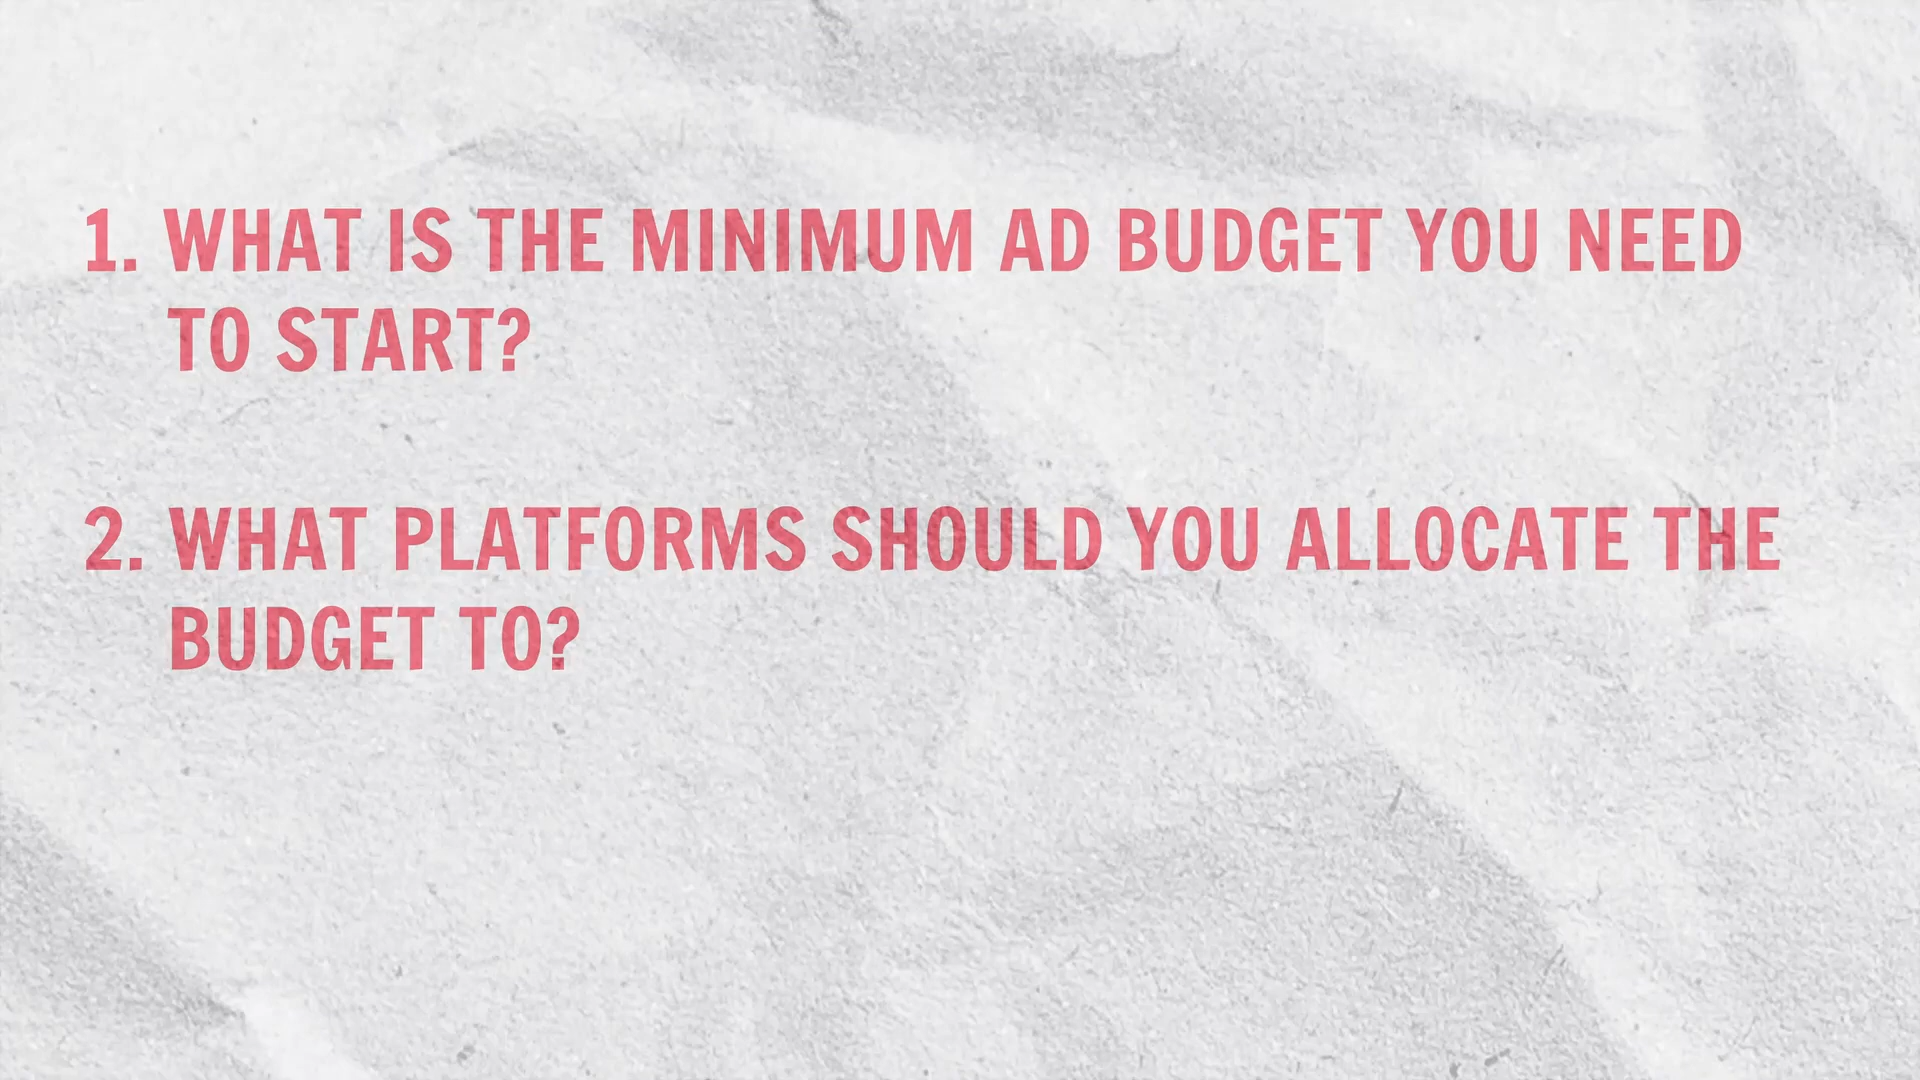 1. WHAT IS THE MINIMUM AD BUDGET YOU NEED
TO START?
2. WHAT PLATFORMS SHOULD YOU ALLOCATE THE
BUDGET TO?